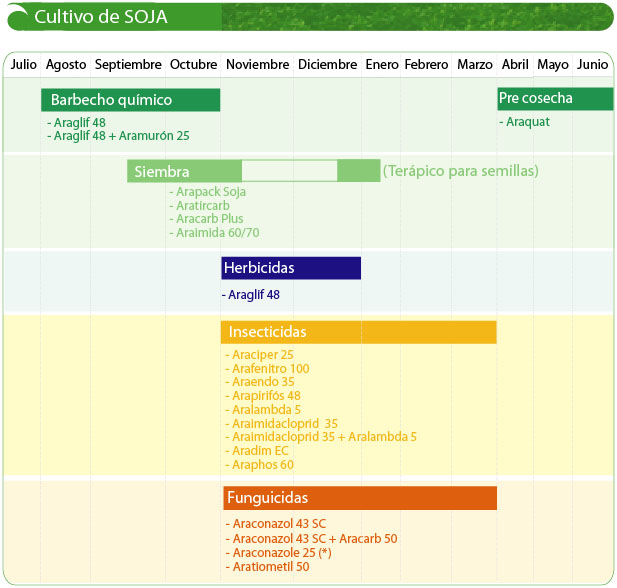 Cultivo de SOJA
Julio Agosto Septiembre Octubre Noviembre Diciembre Enero Febrero Marzo Abril Mayo Junio
Barbecho químico
- Araglif 48
- Araglif 48 + Aramurón 25
Pre cosecha
- Araquat
Siembra
(Terápico para semillas)
- Arapack Soja
- Aratircarb
- Aracarb Plus
- Araimida 60/70
Herbicidas
- Araglif 48
Insecticidas
- Araciper 25
- Arafenitro 100
- Araendo 35
- Arapirifós 48
- Aralambda 5
- Araimidacloprid 35
- Araimidacloprid 35 + Aralambda 5
- Aradim EC
- Araphos 60
Funguicidas
- Araconazol 43 SC
- Araconazol 43 SC + Aracarb 50
- Araconazole 25 (*)
- Aratiometil 50